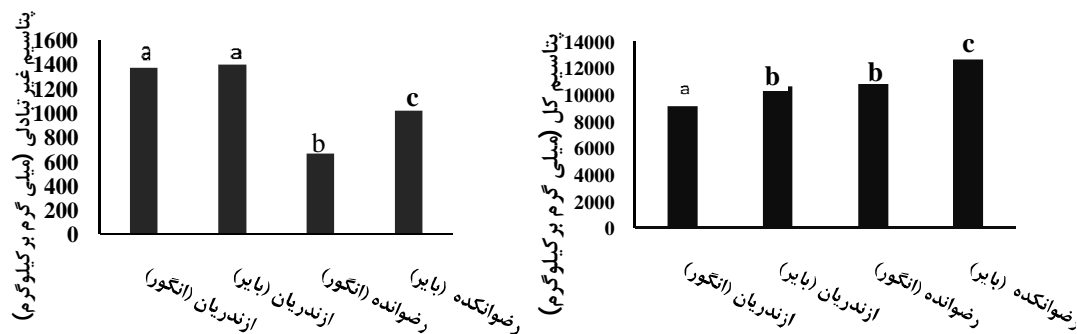 پتاسیم غیر تبادلی (میلی گرم بر کیلوگرم)
1600
1400
1200
1000
800
600
400
200
0
a
a
b
c
ازندریان (انگور)
ازندریان (بایر)
رضوانده (انگور)
رضوانکده (بایر)
پتاسیم کل (میلی گرم بر کیلوگرم)
14000
12000
10000
8000
6000
4000
2000
0
a
b
b
c
ازندریان (انگور)
ازندریان (بایر)
رضوانده (انگور)
رضوانکده (بایر)